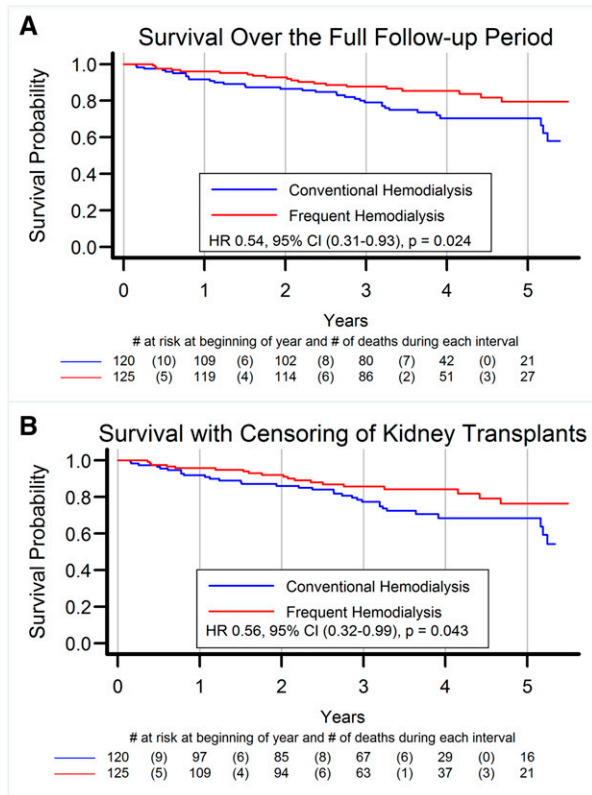 A
Survival Over the Full Follow-up Period
1.0
0.8
0.6
0.4
0.2
0.0
Survival Probability
Conventional Hemodialysis
Frequent Hemodialysis
HR 0.54, 95% CI (0.31-0.93), p = 0.024
0 1 2 3 4 5
Years
# at risk at beginning of year and # of deaths during each interval
120 (10) 109 (6) 102 (8) 80 (7) 42 (0) 21
125 (5) 119 (4) 114 (6) 86 (2) 51 (3) 27
B
Survival with Censoring of Kidney Transplants
1.0
0.8
0.6
0.4
0.2
0.0
Survival Probability
Conventional Hemodialysis
Frequent Hemodialysis
HR 0.56, 95% CI (0.32-0.99), p = 0.043
0 1 2 3 4 5
Years
# at risk at beginning of year and # of deaths during each interval
120 (9) 97 (6) 85 (8) 67 (6) 29 (0) 16
125 (5) 109 (4) 94 (6) 63 (1) 37 (3) 21